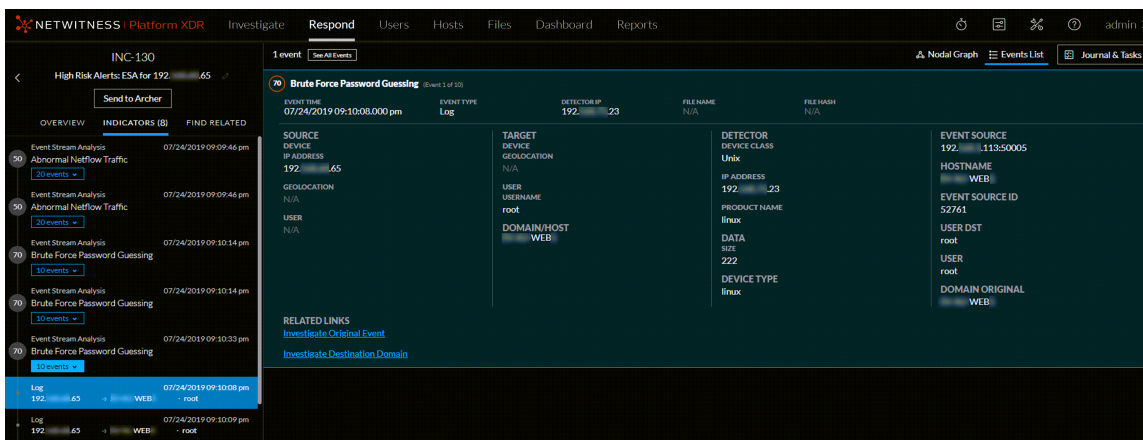 NETWITNESS Platform XDR Investigate Respond Users Hosts Files Dashboard Reports admin
INC-130
High Risk Alerts: ESA for 192. .65
Send to Archer
OVERVIEW INDICATORS (8) FIND RELATED
Event Stream Analysis 07/24/2019 09:09:46 pm
50 Abnormal Netflow Traffic
20 events
Event Stream Analysis 07/24/2019 09:09:46 pm
50 Abnormal Netflow Traffic
20 events
Event Stream Analysis 07/24/2019 09:10:14 pm
70 Brute Force Password Guessing
10 events
Event Stream Analysis 07/24/2019 09:10:14 pm
70 Brute Force Password Guessing
10 events
Event Stream Analysis 07/24/2019 09:10:33 pm
70 Brute Force Password Guessing
10 events
Log 07/24/2019 09:10:08 pm
192. .65 → WEB · root
Log 07/24/2019 09:10:09 pm
192. .65 → WEB · root
1 event See All Events Nodal Graph Events List Journal & Tasks
70 Brute Force Password Guessing (Event 1 of 10)
EVENT TIME EVENT TYPE DETECTOR IP FILE NAME FILE HASH
07/24/2019 09:10:08.000 pm Log 192. .23 N/A N/A
SOURCE
DEVICE
IP ADDRESS
192. .65
GEOLOCATION
N/A
USER
N/A
TARGET
DEVICE
GEOLOCATION
N/A
USER
USERNAME
root
DOMAIN/HOST
WEB
DETECTOR
DEVICE CLASS
Unix
IP ADDRESS
192. .23
PRODUCT NAME
linux
DATA
SIZE
222
DEVICE TYPE
linux
EVENT SOURCE
192. .113:50005
HOSTNAME
WEB
EVENT SOURCE ID
52761
USER DST
root
USER
root
DOMAIN ORIGINAL
WEB
RELATED LINKS
Investigate Original Event
Investigate Destination Domain